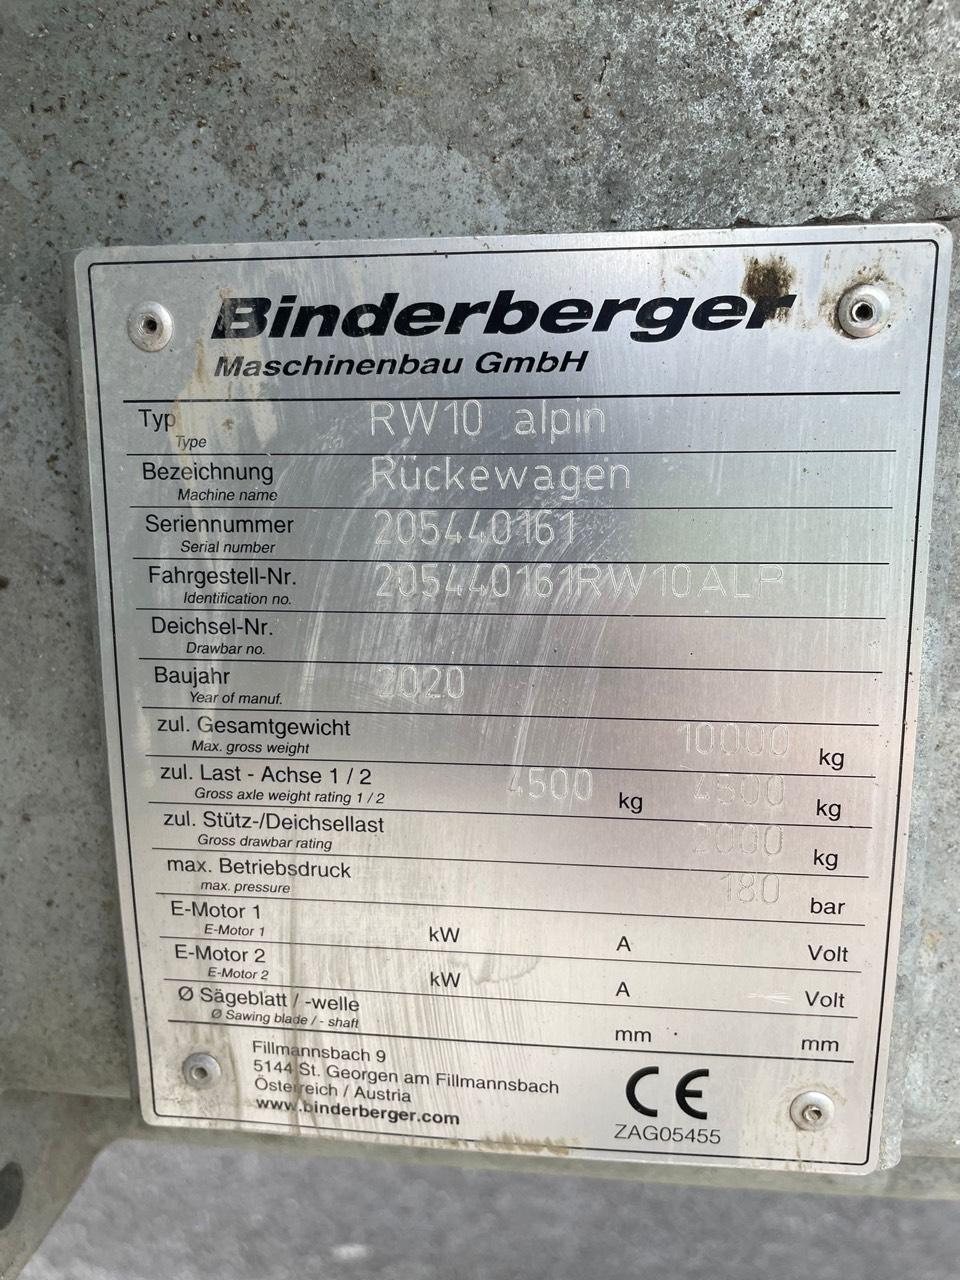 Binderberger
Maschinenbau GmbH
Typ RW10 alpin
Type
Bezeichnung Rückewagen
Machine name
Seriennummer 205440161
Serial number
Fahrgestell-Nr. 205440161RW10ALP
Identification no.
Deichsel-Nr.
Drawbar no.
Baujahr 2020
Year of manuf.
zul. Gesamtgewicht 10000 kg
Max. gross weight
zul. Last - Achse 1 / 2 4500 kg 4500 kg
Gross axle weight rating 1 / 2
zul. Stütz-/Deichsellast 2000 kg
Gross drawbar rating
max. Betriebsdruck 180 bar
max. pressure
E-Motor 1 kW A Volt
E-Motor 1
E-Motor 2 kW A Volt
E-Motor 2
Ø Sägeblatt / -welle mm mm
Ø Sawing blade / - shaft
Fillmannsbach 9
5144 St. Georgen am Fillmannsbach
Österreich / Austria
www.binderberger.com
CE
ZAG05455